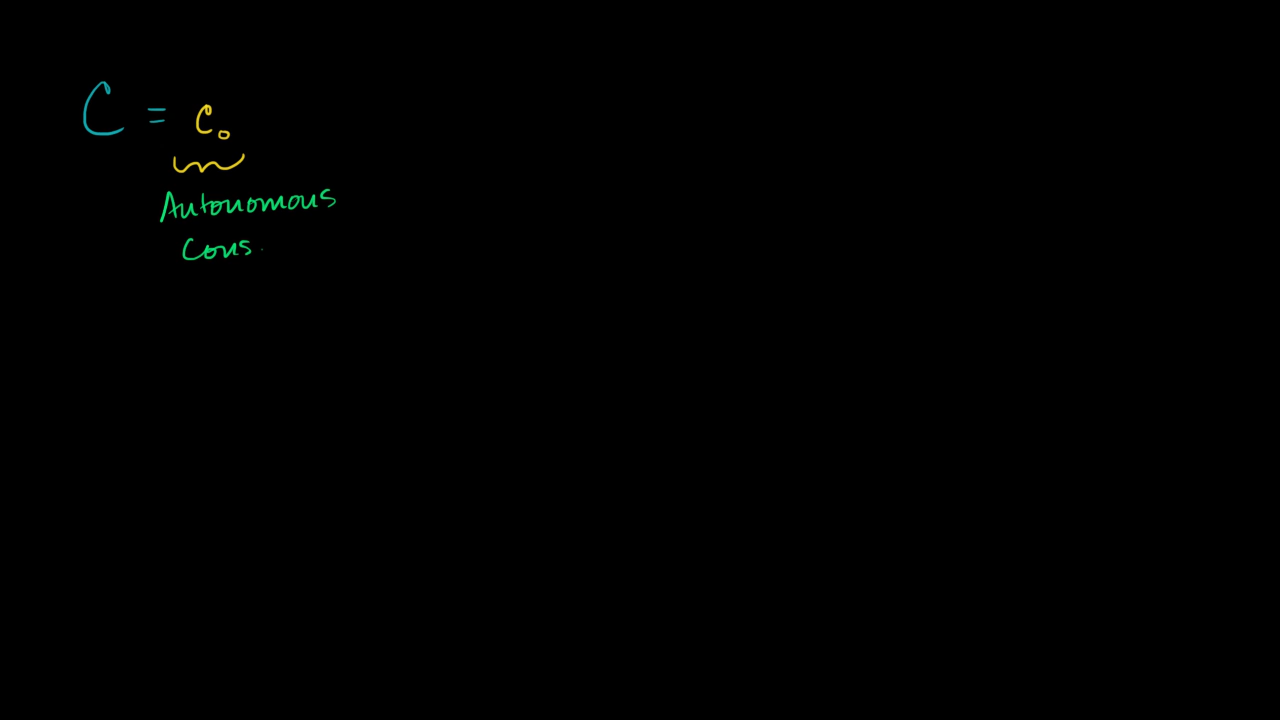 C = c₀
Autonomous
Cons.